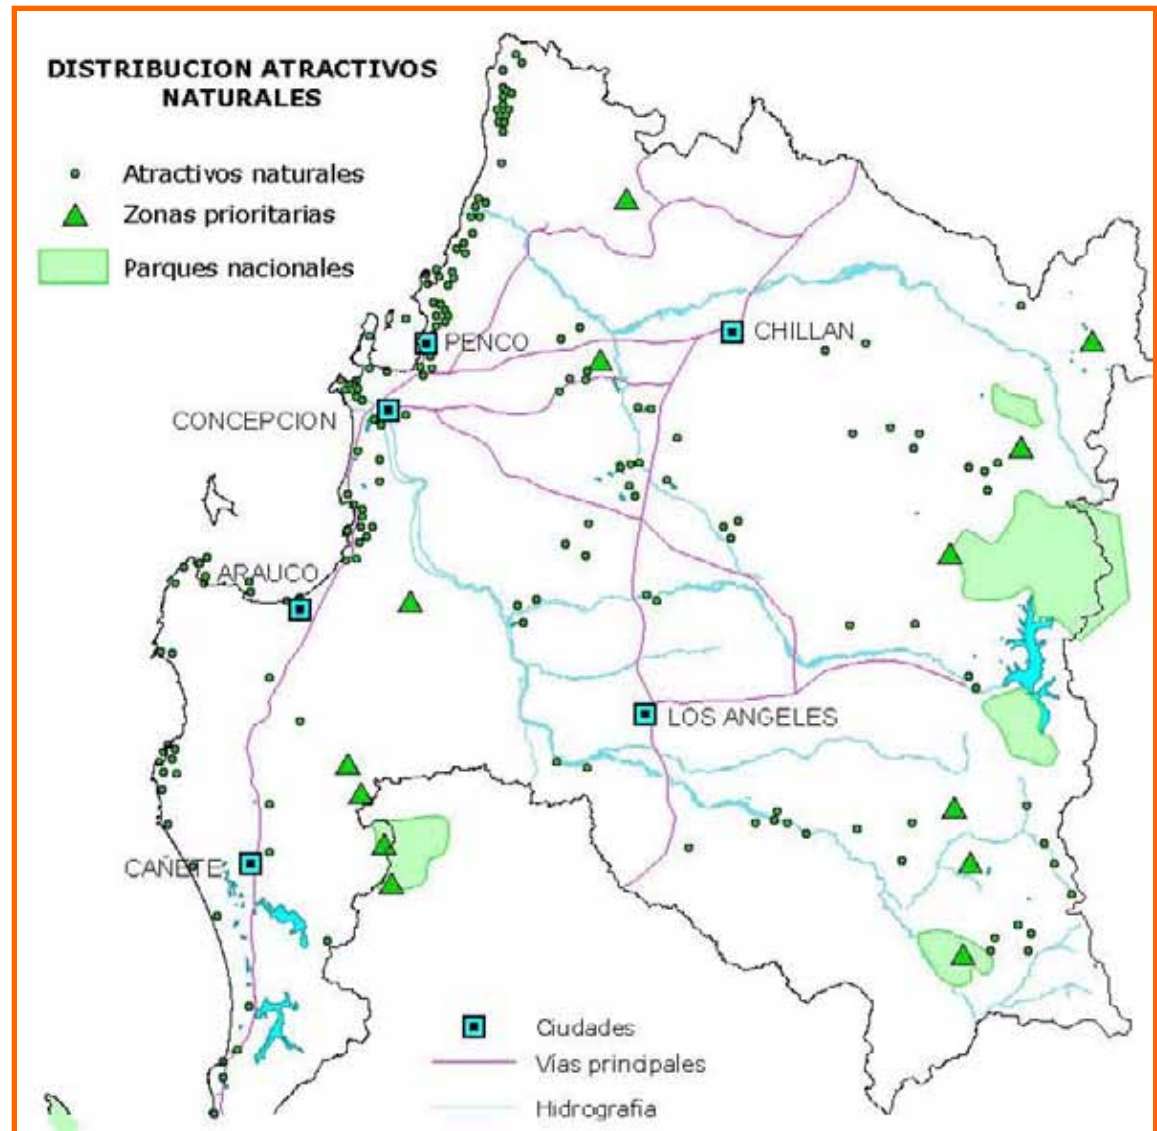 DISTRIBUCION ATRACTIVOS
NATURALES
Atractivos naturales
Zonas prioritarias
Parques nacionales
PENCO
CHILLAN
CONCEPCION
ARAUCO
LOS ANGELES
CAÑETE
Ciudades
Vías principales
Hidrografia